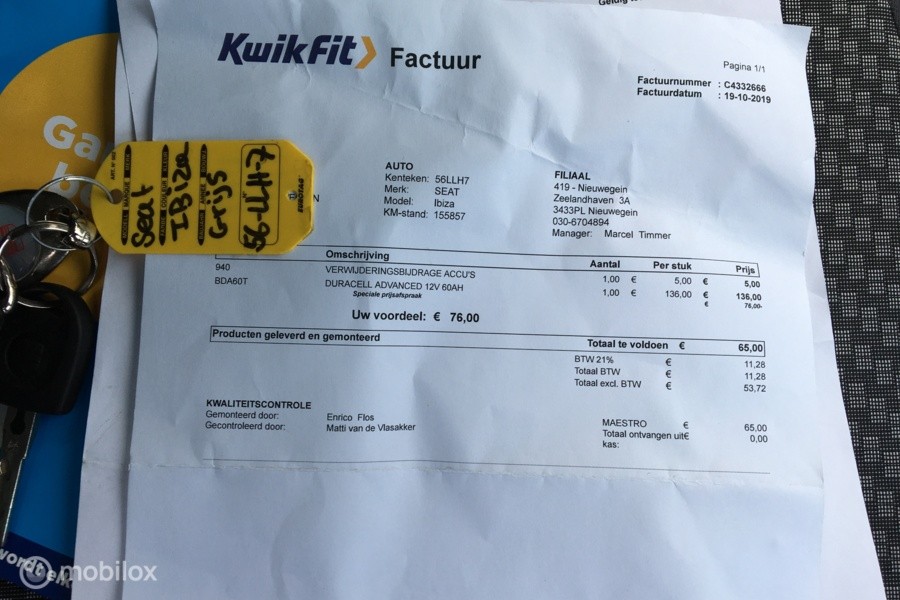 Geldig
KwikFit Factuur
Pagina 1/1
Factuurnummer : C4332666
Factuurdatum : 19-10-2019
Ga
b
Seat
IBiza
Grijs
56-LLH-7
EUROTAG
N
AUTO
Kenteken: 56LLH7
Merk: SEAT
Model: Ibiza
KM-stand: 155857
FILIAAL
419 - Nieuwegein
Zeelandhaven 3A
3433PL Nieuwegein
030-6704894
Manager: Marcel Timmer
Omschrijving Aantal Per stuk Prijs
940 VERWIJDERINGSBIJDRAGE ACCU'S 1,00 € 5,00 € 5,00
BDA60T DURACELL ADVANCED 12V 60AH 1,00 € 136,00 € 136,00
Speciale prijsafspraak € 76,00-
Uw voordeel: € 76,00
Producten geleverd en gemonteerd Totaal te voldoen € 65,00
BTW 21% € 11,28
Totaal BTW € 11,28
Totaal excl. BTW € 53,72
KWALITEITSCONTROLE
Gemonteerd door: Enrico Flos
Gecontroleerd door: Matti van de Vlasakker
MAESTRO € 65,00
Totaal ontvangen uit€ 0,00
kas:
wordt
mobilox